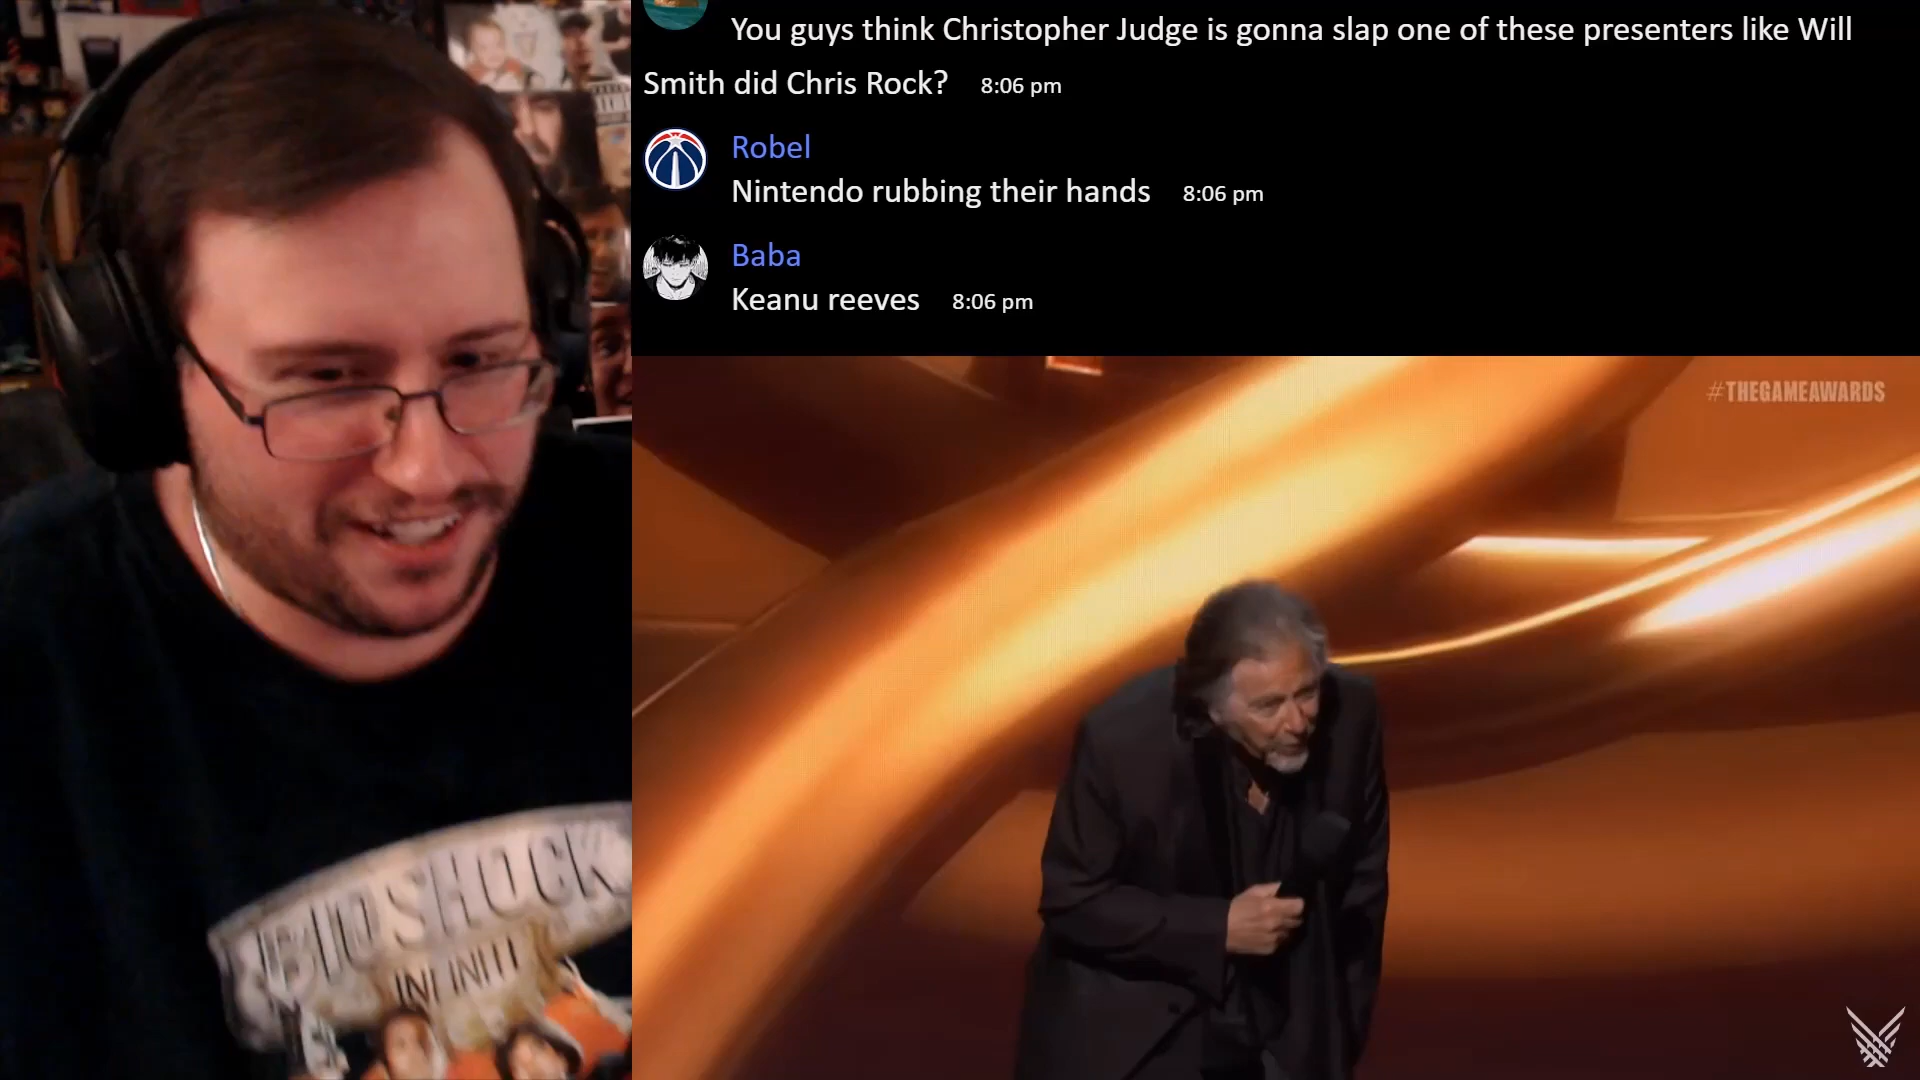 You guys think Christopher Judge is gonna slap one of these presenters like Will
Smith did Chris Rock? 8:06 pm
Robel
Nintendo rubbing their hands 8:06 pm
Baba
Keanu reeves 8:06 pm
#THEGAMEAWARDS
BIOSHOCK
INFINIT